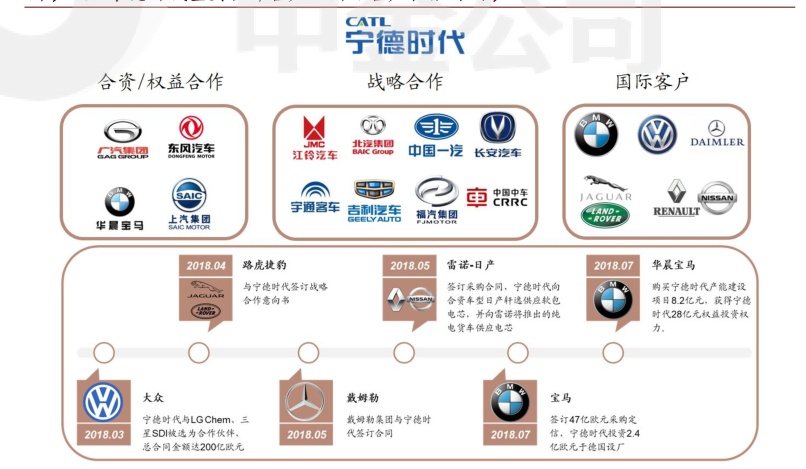 CATL
宁德时代
合资/权益合作
战略合作
国际客户
广汽集团
GAG GROUP
东风汽车
DONGFENG MOTOR
BMW
华晨宝马
SAIC
上汽集团
SAIC MOTOR
JMC
江铃汽车
北汽集团
BAIC Group
中国一汽
长安汽车
宇通客车
吉利汽车
GEELY AUTO
福汽集团
FJMOTOR
中国中车
CRRC
BMW
DAIMLER
JAGUAR
LAND-
ROVER
RENAULT
NISSAN
2018.04
路虎捷豹
JAGUAR
LAND-
ROVER
与宁德时代签订战略
合作意向书
2018.05
雷诺-日产
NISSAN
签订采购合同，宁德时代向
合资车型日产轩逸供应软包
电芯，并向雷诺将推出的纯
电货车供应电芯
2018.07
华晨宝马
BMW
购买宁德时代产能建设
项目8.2亿元，获得宁德
时代28亿元权益投资权
力。
大众
2018.03
宁德时代与LG Chem、三
星SDI被选为合作伙伴，
总合同金额达200亿欧元
戴姆勒
2018.05
戴姆勒集团与宁德时
代签订合同
BMW
宝马
2018.07
签订47亿欧元采购定
信，宁德时代投资2.4
亿欧元于德国设厂